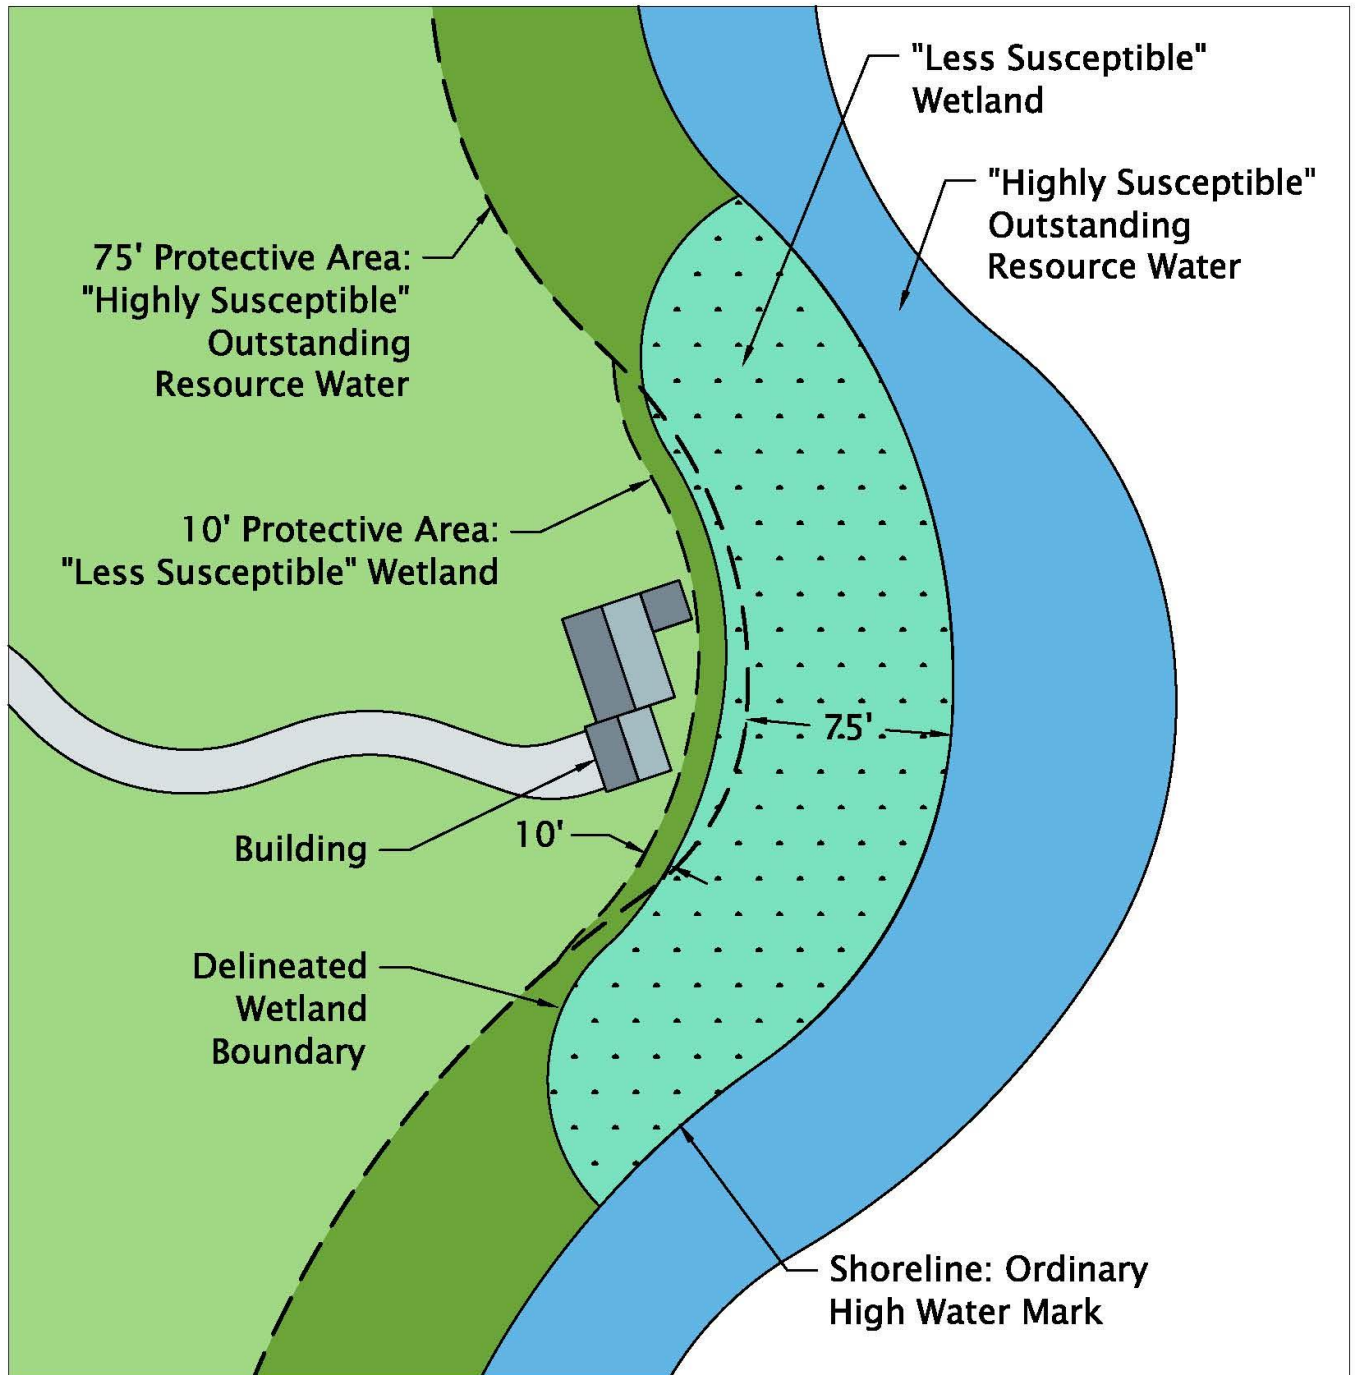 "Less Susceptible"
Wetland
"Highly Susceptible"
Outstanding
Resource Water
75' Protective Area:
"Highly Susceptible"
Outstanding
Resource Water
10' Protective Area:
"Less Susceptible" Wetland
75'
10'
Building
Delineated
Wetland
Boundary
Shoreline: Ordinary
High Water Mark